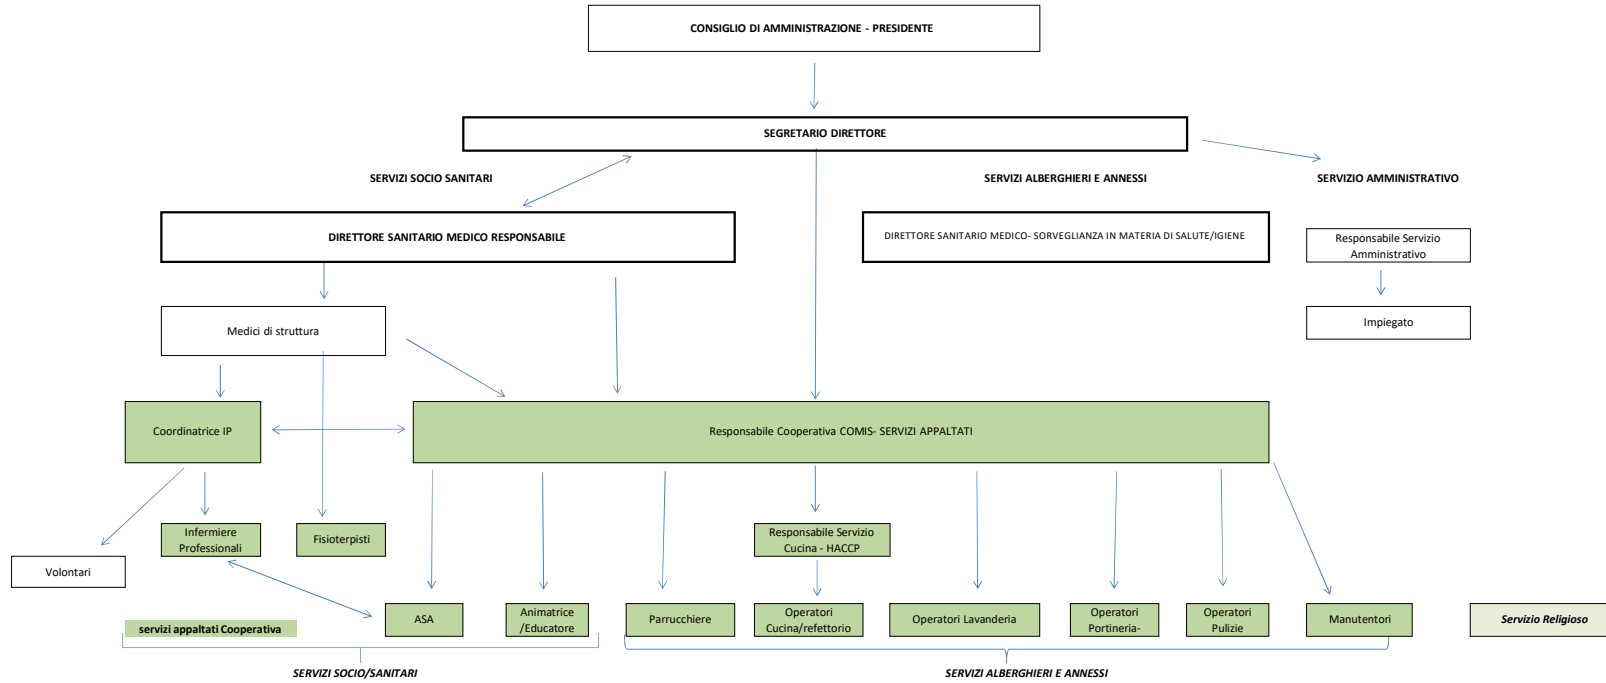 CONSIGLIO DI AMMINISTRAZIONE - PRESIDENTE
SEGRETARIO DIRETTORE
SERVIZI SOCIO SANITARI
SERVIZI ALBERGHIERI E ANNESSI
SERVIZIO AMMINISTRATIVO
DIRETTORE SANITARIO MEDICO RESPONSABILE
DIRETTORE SANITARIO MEDICO- SORVEGLIANZA IN MATERIA DI SALUTE/IGIENE
Responsabile Servizio
Amministrativo
Medici di struttura
Impiegato
Coordinatrice IP
Responsabile Cooperativa COMIS- SERVIZI APPALTATI
Infermiere
Professionali
Fisioterpisti
Responsabile Servizio
Cucina - HACCP
Volontari
ASA
Animatrice
/Educatore
Parrucchiere
Operatori
Cucina/refettorio
Operatori Lavanderia
Operatori
Portineria-
Operatori
Pulizie
Manutentori
Servizio Religioso
servizi appaltati Cooperativa
SERVIZI SOCIO/SANITARI
SERVIZI ALBERGHIERI E ANNESSI